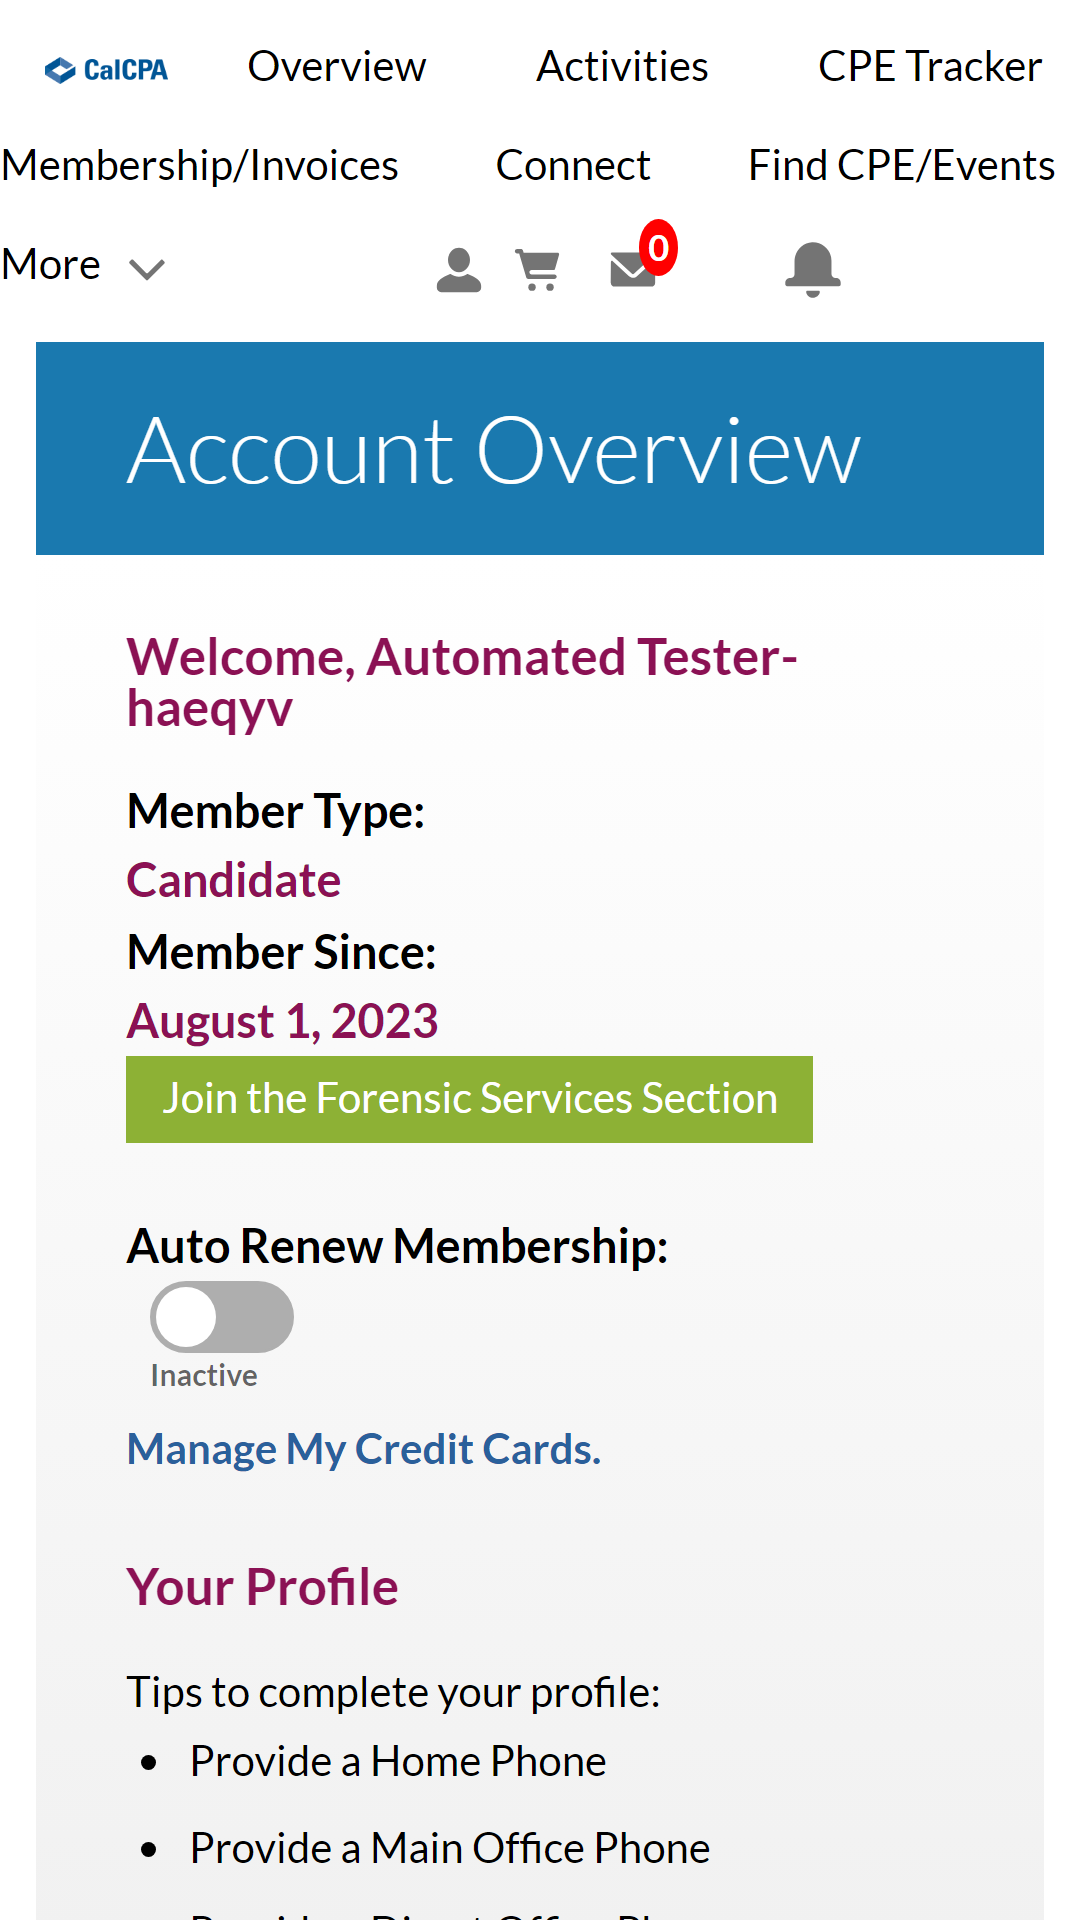 CalCPA Overview Activities CPE Tracker
Membership/Invoices Connect Find CPE/Events
More 0
Account Overview
Welcome, Automated Tester-
haeqyv
Member Type:
Candidate
Member Since:
August 1, 2023
Join the Forensic Services Section
Auto Renew Membership:
Inactive
Manage My Credit Cards.
Your Profile
Tips to complete your profile:
Provide a Home Phone
Provide a Main Office Phone